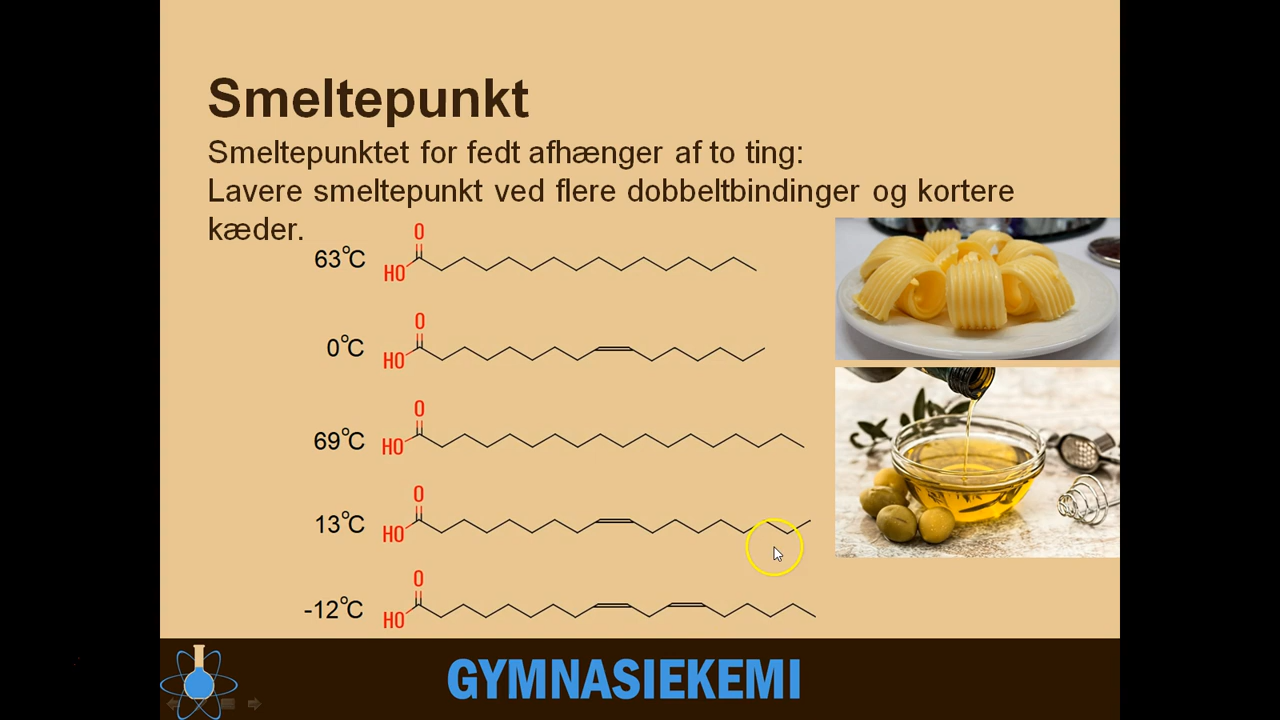 Smeltepunkt
Smeltepunktet for fedt afhænger af to ting:
Lavere smeltepunkt ved flere dobbeltbindinger og kortere
kæder.
O
63°C
HO
O
0°C
HO
O
69°C
HO
O
13°C
HO
O
-12°C
HO
GYMNASIEKEMI